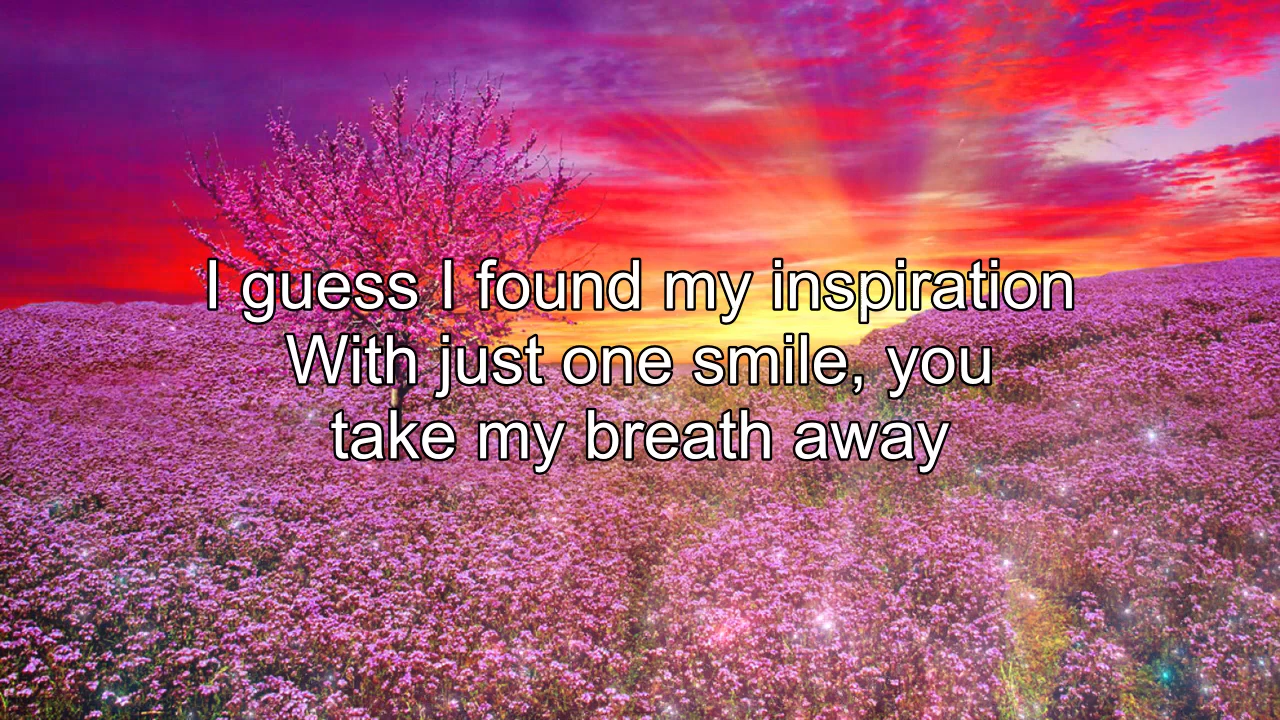 I guess I found my inspiration
With just one smile, you
take my breath away